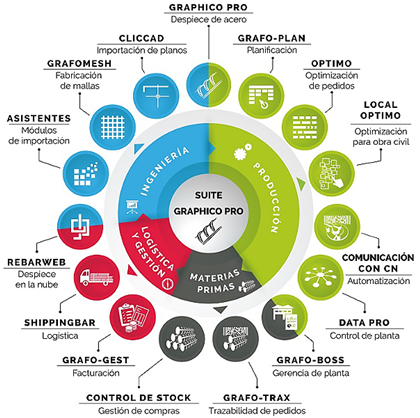 GRAPHICO PRO
Despiece de acero
CLICCAD
Importación de planos
GRAFO-PLAN
Planificación
GRAFOMESH
Fabricación
de mallas
OPTIMO
Optimización
de pedidos
ASISTENTES
Módulos
de importación
LOCAL
OPTIMO
Optimización
para obra civil
INGENIERÍA
PRODUCCIÓN
SUITE
GRAPHICO PRO
LOGÍSTICA
Y GESTIÓN
MATERIAS
PRIMAS
REBARWEB
Despiece
en la nube
COMUNICACIÓN
CON CN
Automatización
SHIPPINGBAR
Logística
DATA PRO
Control de planta
GRAFO-GEST
Facturación
GRAFO-BOSS
Gerencia de planta
CONTROL DE STOCK
Gestión de compras
GRAFO-TRAX
Trazabilidad de pedidos